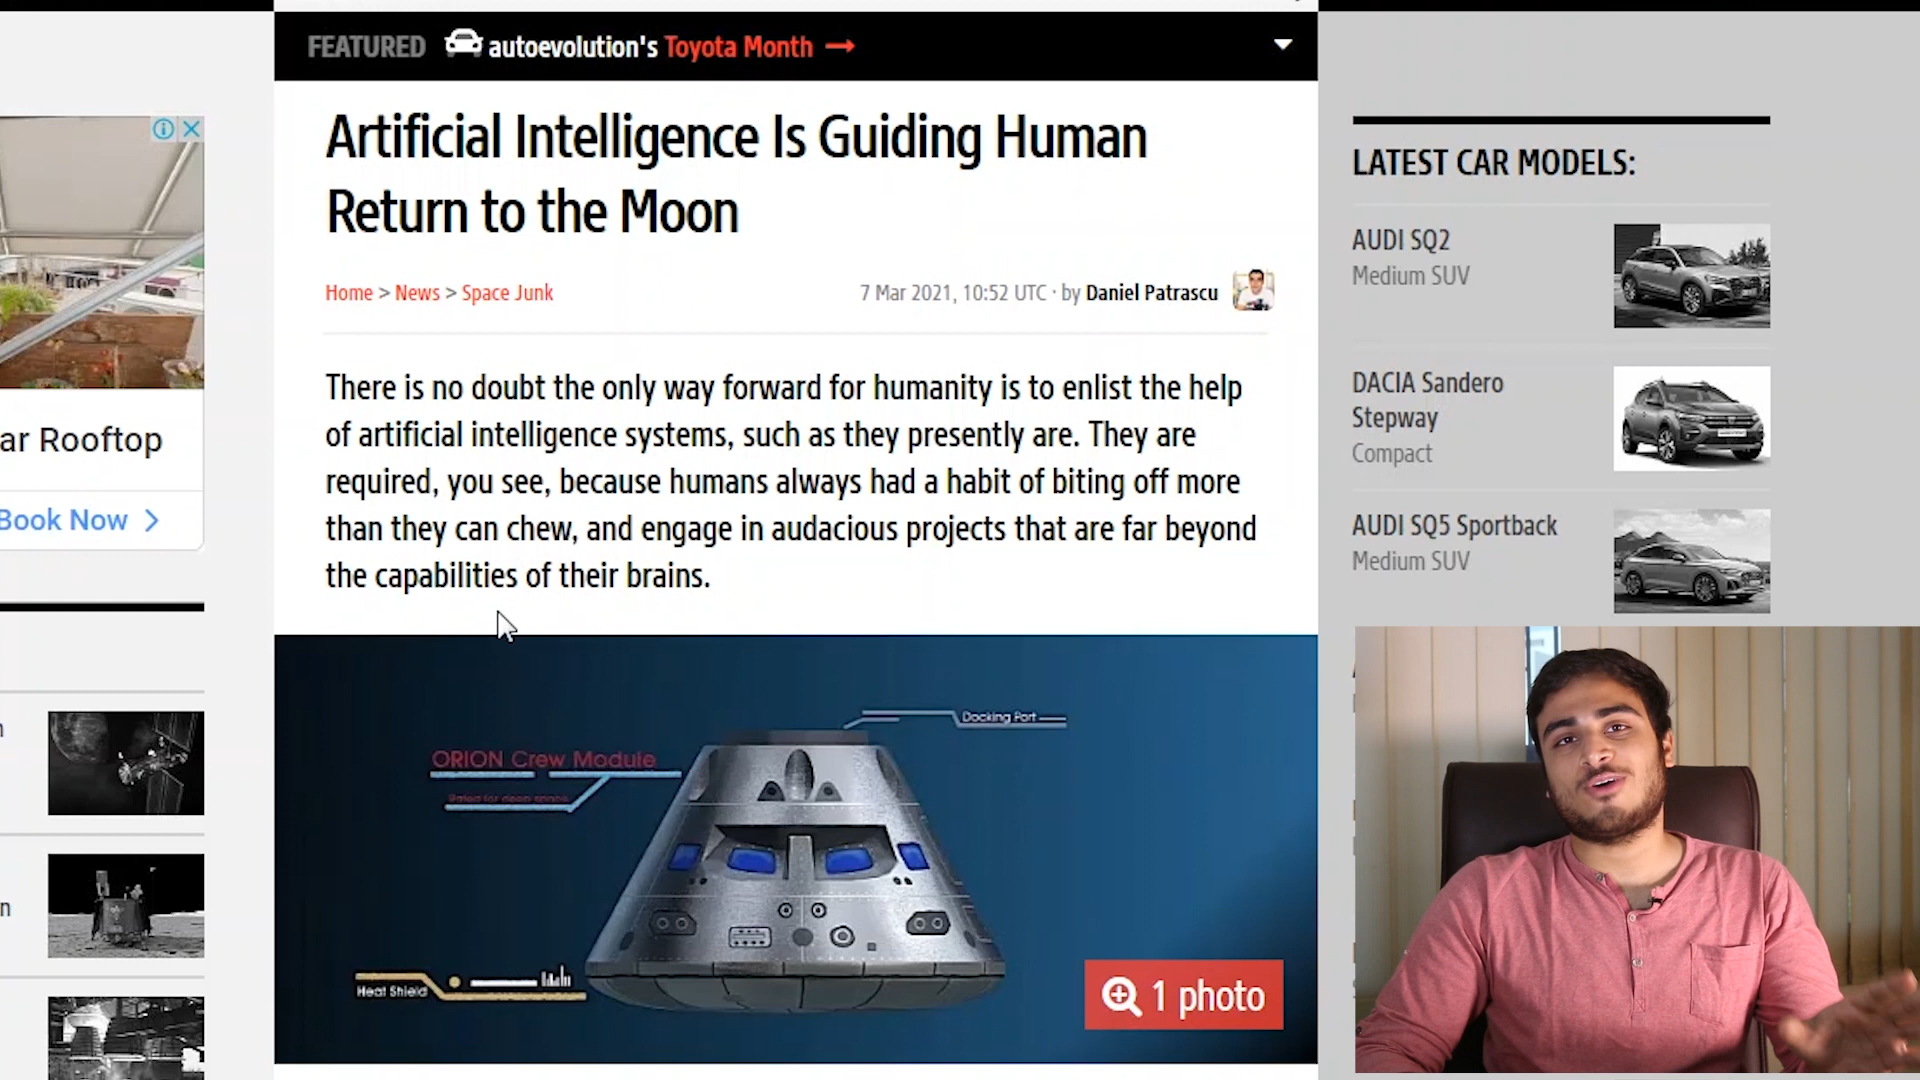 FEATURED autoevolution's Toyota Month →
Artificial Intelligence Is Guiding Human
Return to the Moon
Home > News > Space Junk
7 Mar 2021, 10:52 UTC · by Daniel Patrascu
There is no doubt the only way forward for humanity is to enlist the help
of artificial intelligence systems, such as they presently are. They are
required, you see, because humans always had a habit of biting off more
than they can chew, and engage in audacious projects that are far beyond
the capabilities of their brains.
ORION Crew Module
Rated for deep space
Docking Port
Heat Shield
1 photo
ar Rooftop
Book Now >
n
n
LATEST CAR MODELS:
AUDI SQ2
Medium SUV
DACIA Sandero
Stepway
Compact
AUDI SQ5 Sportback
Medium SUV